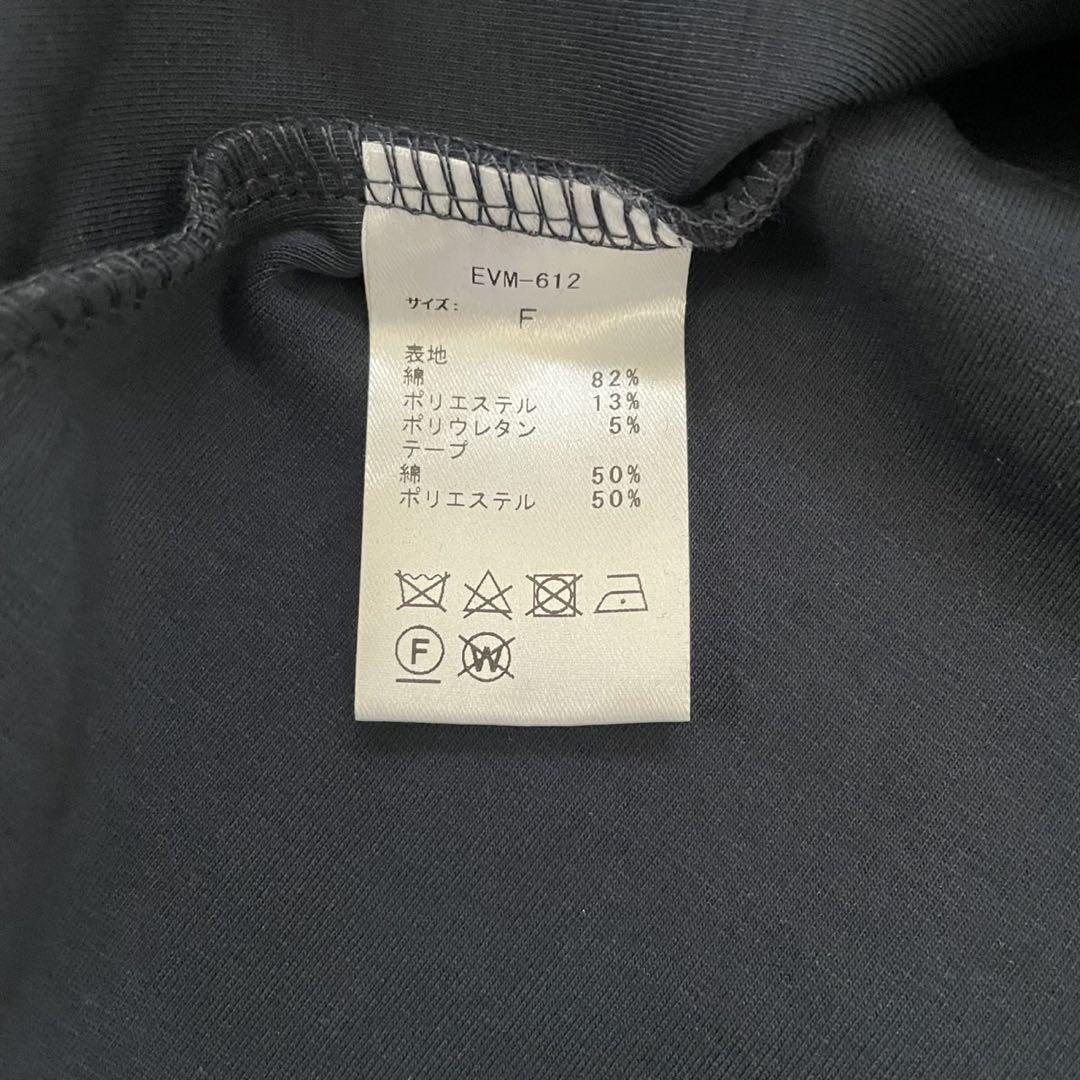 EVM-612
サイズ: F
表地
綿 82%
ポリエステル 13%
ポリウレタン 5%
テープ
綿 50%
ポリエステル 50%
F W